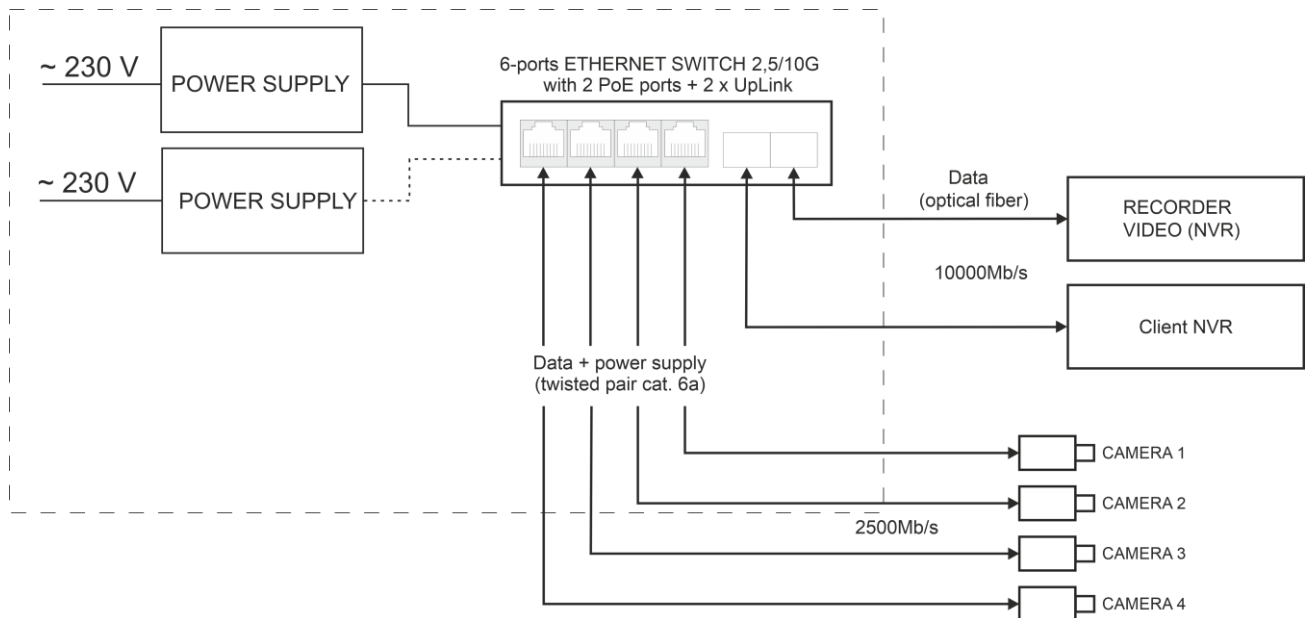 ~ 230 V
POWER SUPPLY
~ 230 V
POWER SUPPLY
6-ports ETHERNET SWITCH 2,5/10G
with 2 PoE ports + 2 x UpLink
Data
(optical fiber)
RECORDER
VIDEO (NVR)
10000Mb/s
Client NVR
Data + power supply
(twisted pair cat. 6a)
CAMERA 1
CAMERA 2
2500Mb/s
CAMERA 3
CAMERA 4